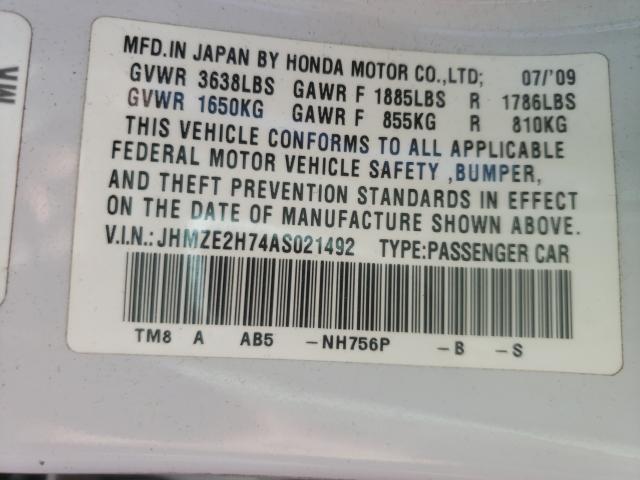 MFD.IN JAPAN BY HONDA MOTOR CO.,LTD; 07/'09
GVWR 3638LBS GAWR F 1885LBS R 1786LBS
GVWR 1650KG GAWR F 855KG R 810KG
THIS VEHICLE CONFORMS TO ALL APPLICABLE
FEDERAL MOTOR VEHICLE SAFETY ,BUMPER,
AND THEFT PREVENTION STANDARDS IN EFFECT
ON THE DATE OF MANUFACTURE SHOWN ABOVE.
V.I.N.:JHMZE2H74AS021492 TYPE:PASSENGER CAR
TM8 A AB5 -NH756P -B -S